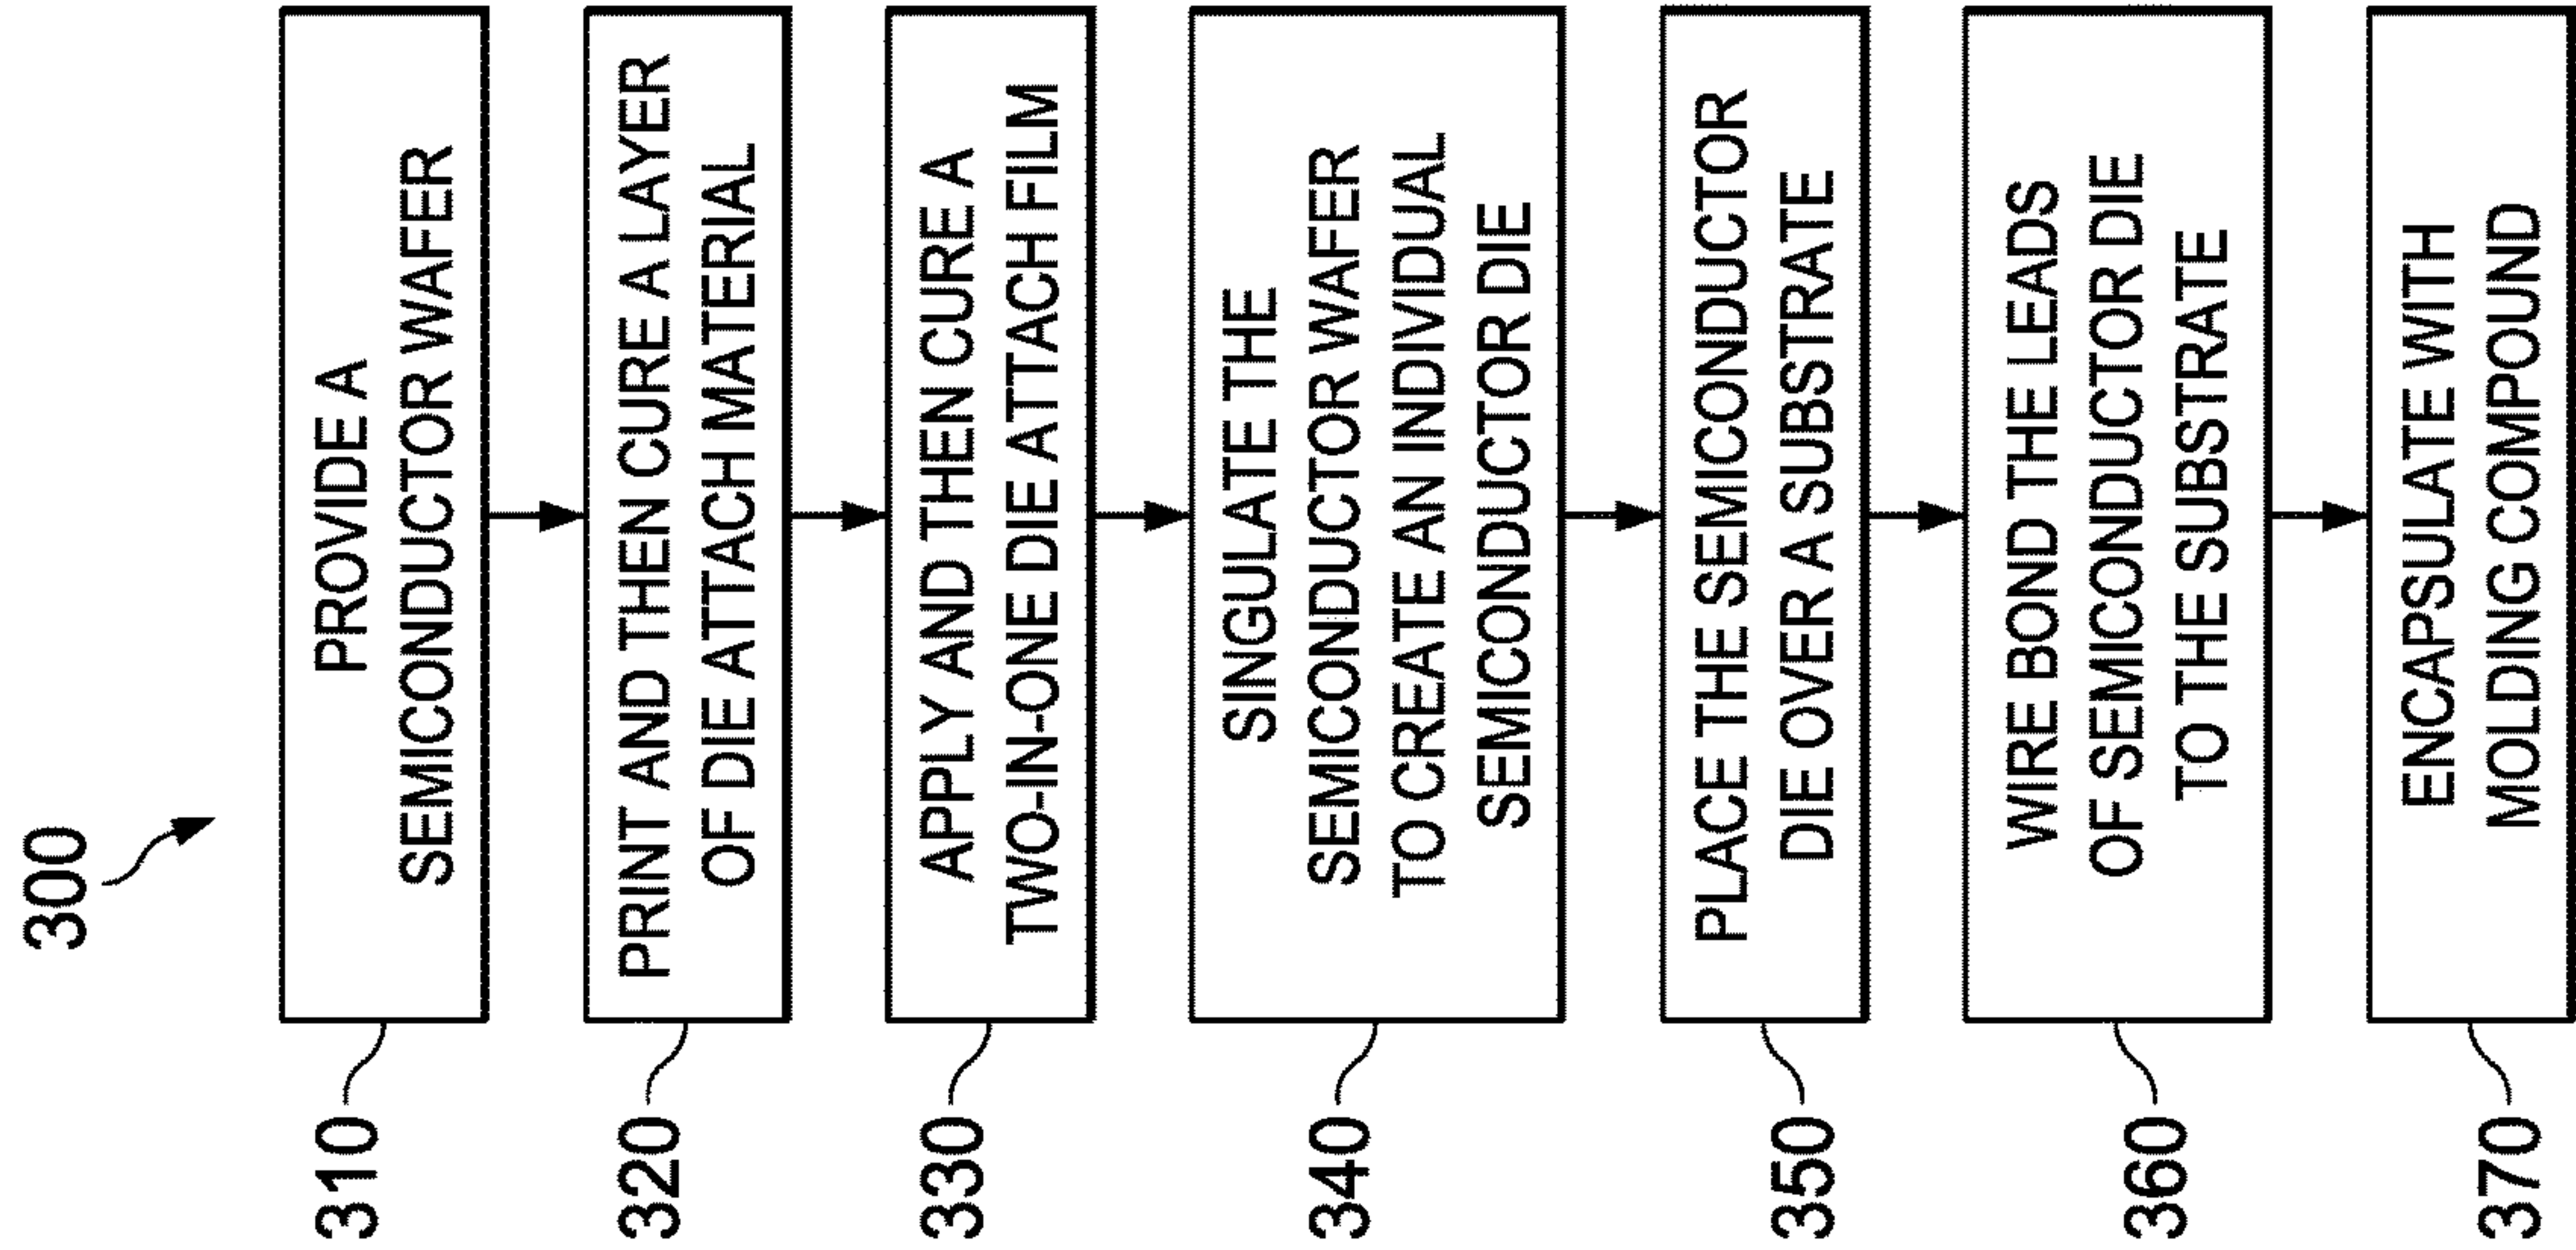 300
310
PROVIDE A
SEMICONDUCTOR WAFER
320
PRINT AND THEN CURE A LAYER
OF DIE ATTACH MATERIAL
330
APPLY AND THEN CURE A
TWO-IN-ONE DIE ATTACH FILM
340
SINGULATE THE
SEMICONDUCTOR WAFER
TO CREATE AN INDIVIDUAL
SEMICONDUCTOR DIE
350
PLACE THE SEMICONDUCTOR
DIE OVER A SUBSTRATE
360
WIRE BOND THE LEADS
OF SEMICONDUCTOR DIE
TO THE SUBSTRATE
370
ENCAPSULATE WITH
MOLDING COMPOUND